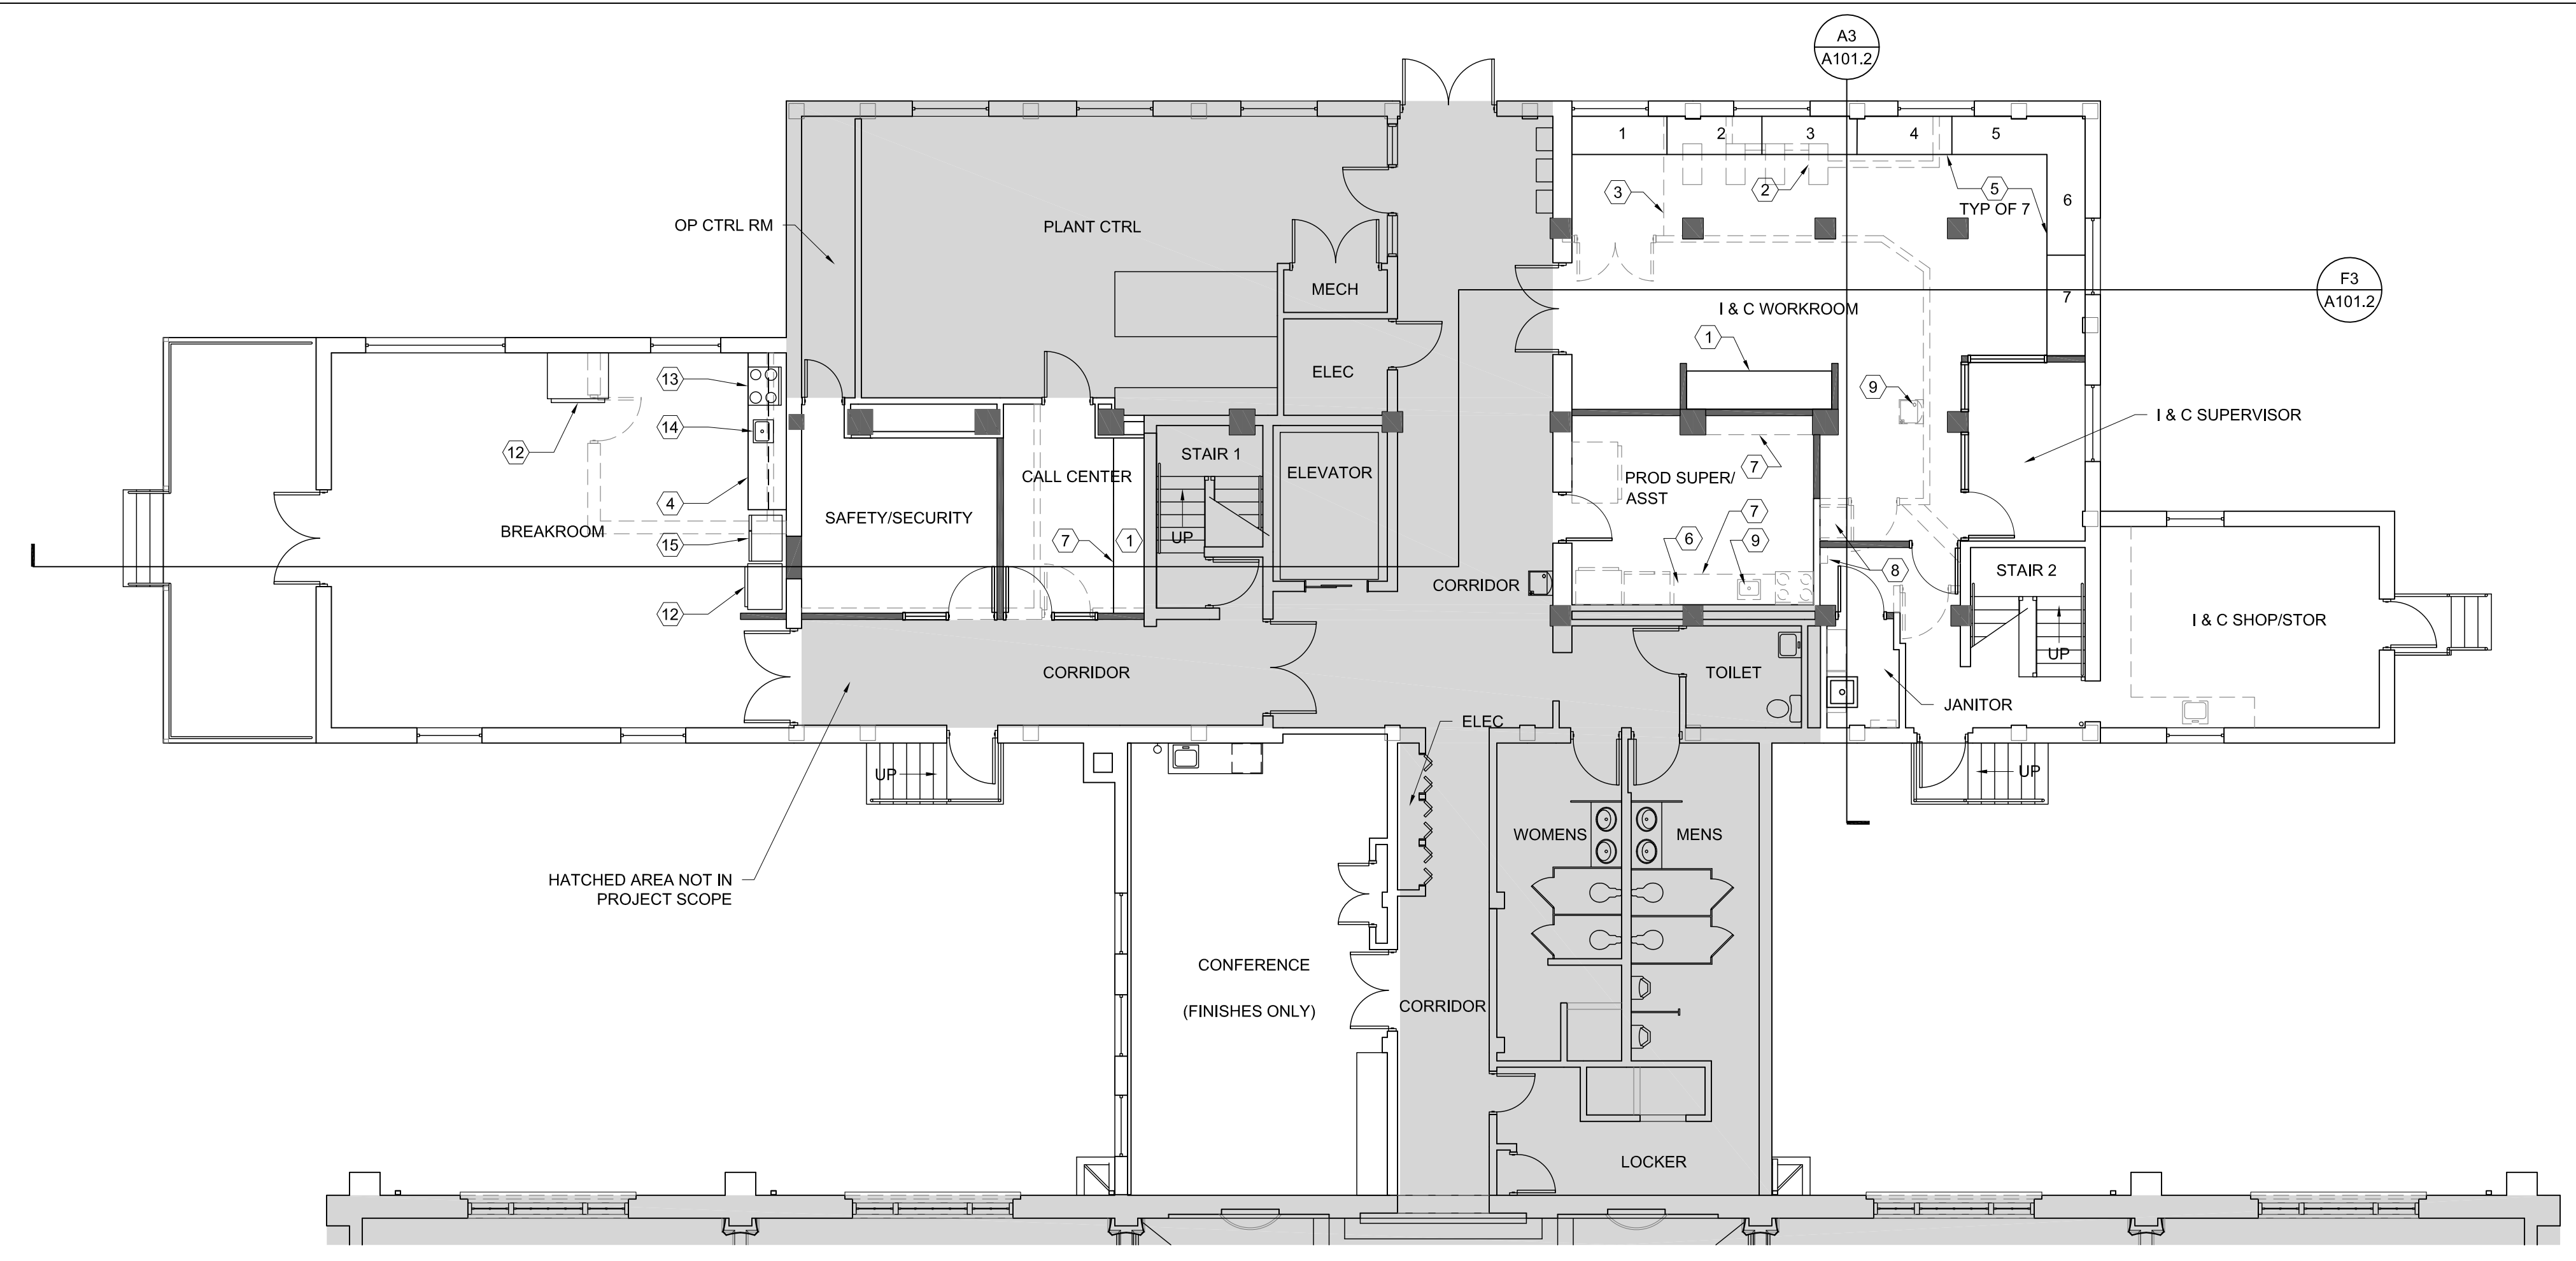 A3
A101.2
1
2
3
4
5
3
2
5
TYP OF 7
6
OP CTRL RM
PLANT CTRL
MECH
F3
A101.2
7
I & C WORKROOM
1
ELEC
13
9
14
12
I & C SUPERVISOR
STAIR 1
ELEVATOR
CALL CENTER
7
PROD SUPER/
ASST
4
SAFETY/SECURITY
BREAKROOM
15
7
1
UP
6
7
9
8
STAIR 2
CORRIDOR
12
I & C SHOP/STOR
UP
CORRIDOR
TOILET
JANITOR
ELEC
UP
UP
WOMENS
MENS
HATCHED AREA NOT IN
PROJECT SCOPE
CONFERENCE
(FINISHES ONLY)
CORRIDOR
LOCKER